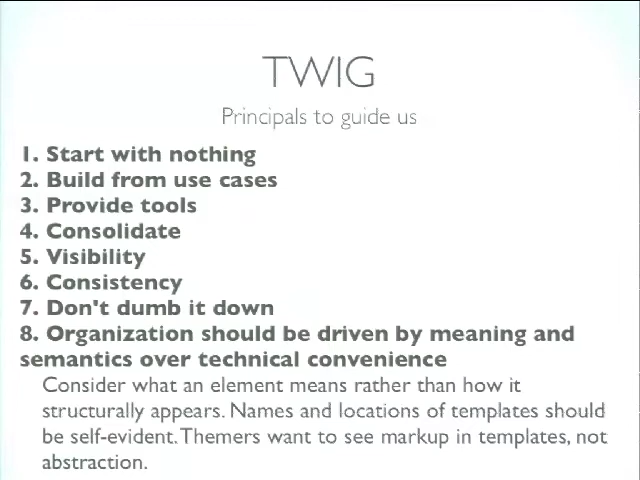 TWIG
Principals to guide us
1. Start with nothing
2. Build from use cases
3. Provide tools
4. Consolidate
5. Visibility
6. Consistency
7. Don't dumb it down
8. Organization should be driven by meaning and
semantics over technical convenience
Consider what an element means rather than how it
structurally appears. Names and locations of templates should
be self-evident. Themers want to see markup in templates, not
abstraction.